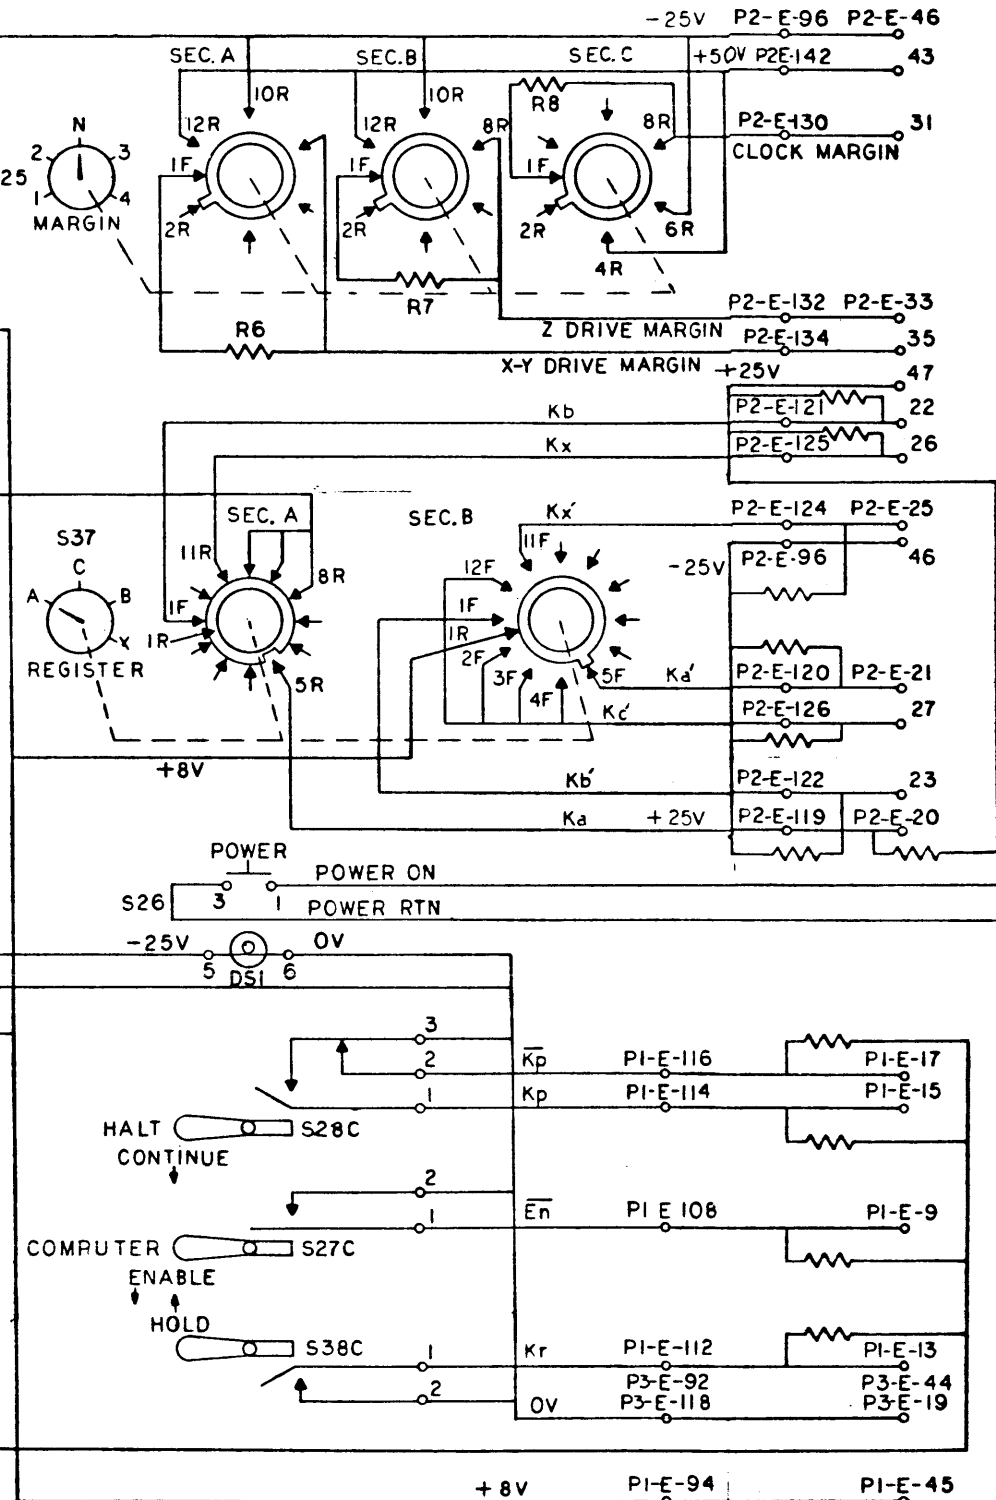 -25V P2-E-96 P2-E-46
SEC. A SEC.B SEC. C +50V P2E-142 43
10R 10R R8
12R 12R 8R 8R P2-E-130 31
N CLOCK MARGIN
2 3 1F 1F 1F
25 1 4
MARGIN 2R 2R 2R 6R
4R
R7 P2-E-132 P2-E-33
R6 Z DRIVE MARGIN P2-E-134 35
X-Y DRIVE MARGIN +25V 47
Kb P2-E-121 22
Kx P2-E-125 26
SEC. A SEC.B Kx' P2-E-124 P2-E-25
S37 11R 11F -25V P2-E-96 46
C 8R 12F
A B 1F 1F
X 1R 1R
REGISTER 2F
5R 3F 5F Ka' P2-E-120 P2-E-21
4F Kc' P2-E-126 27
+8V Kb' P2-E-122 23
Ka +25V P2-E-119 P2-E-20
POWER
POWER ON
S26 3 1 POWER RTN
-25V 0V
5 DS1 6
3
2 Kp P1-E-116 P1-E-17
1 Kp P1-E-114 P1-E-15
HALT S28C
CONTINUE
2
1 En P1 E 108 P1-E-9
COMPUTER S27C
ENABLE
HOLD
S38C 1 Kr P1-E-112 P1-E-13
2 P3-E-92 P3-E-44
0V P3-E-118 P3-E-19
+8V P1-E-94 P1-E-45